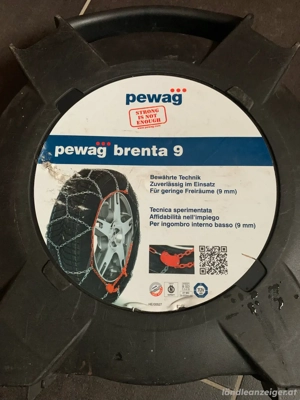 pewag
STRONG
IS NOT
ENOUGH
pewag brenta 9
Bewährte Technik
Zuverlässig im Einsatz
Für geringe Freiräume (9 mm)
Tecnica sperimentata
Affidabilità nell'impiego
Per ingombro interno basso (9 mm)
ländleanzeiger.at